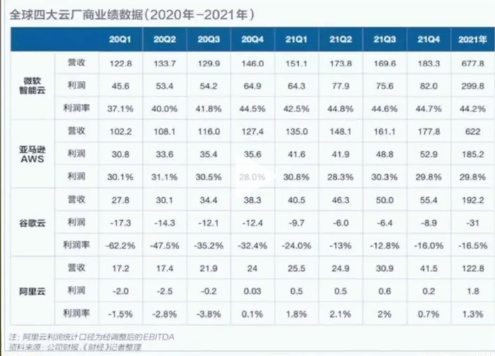 全球四大云厂商业绩数据(2020年-2021年)
20Q1 20Q2 20Q3 20Q4 21Q1 21Q2 21Q3 21Q4 2021年
微软智能云 营收 122.8 133.7 129.9 146.0 151.1 173.8 169.6 183.3 677.8
利润 45.6 53.4 54.2 64.9 64.3 77.9 75.6 82.0 299.8
利润率 37.1% 40.0% 41.8% 44.5% 42.5% 44.8% 44.6% 44.7% 44.2%
亚马逊AWS 营收 102.2 108.1 116.0 127.4 135.0 148.1 161.1 177.8 622
利润 30.8 33.6 35.4 35.6 41.6 41.9 48.8 52.9 185.2
利润率 30.1% 31.1% 30.5% 28.0% 30.8% 28.3% 30.3% 29.8% 29.8%
谷歌云 营收 27.8 30.1 34.4 38.3 40.5 46.3 50.0 55.4 192.2
利润 -17.3 -14.3 -12.1 -12.4 -9.7 -6.0 -6.4 -8.9 -31
利润率 -62.2% -47.5% -35.2% -32.4% -24.0% -13% -12.8% -16.0% -16.5%
阿里云 营收 17.2 17.4 21.9 24 25.5 24.9 30.9 41.5 122.8
利润 -2.0 -2.5 -0.2 0.03 0.5 0.5 0.6 0.2 1.8
-1.5% -2.8% -3.8% 0.1% 1.8% 2.1% 2% 0.7% 1.3%
注: 阿里云利润统计口径为经调整后的EBITDA
资料来源: 公司财报、《财经》记者整理